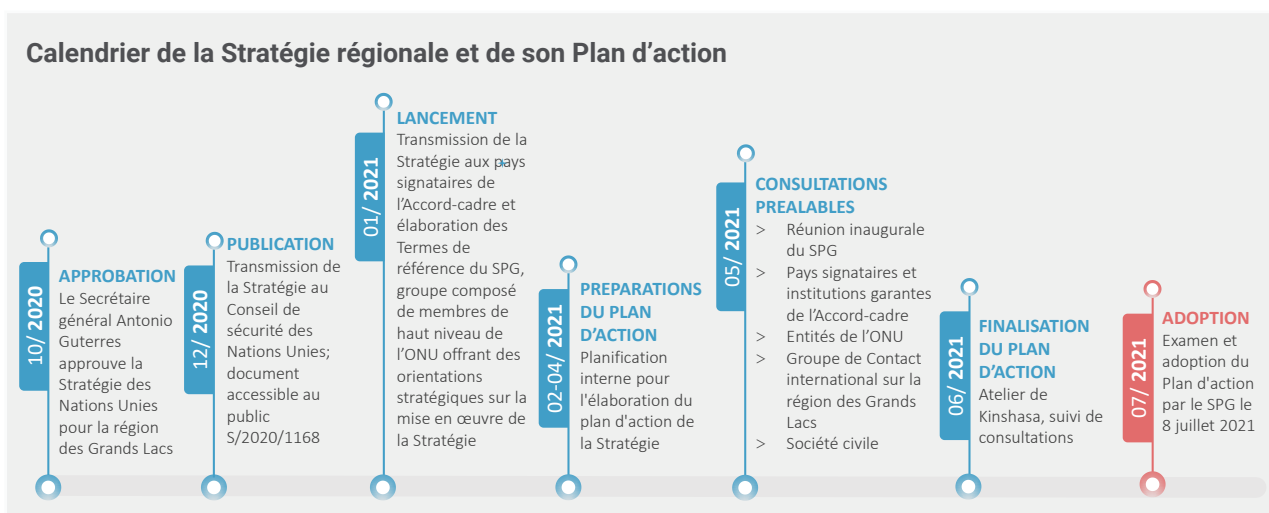 Calendrier de la Stratégie régionale et de son Plan d'action
10/ 2020
APPROBATION
Le Secrétaire
général Antonio
Guterres
approuve la
Stratégie des
Nations Unies
pour la région
des Grands Lacs
12/ 2020
PUBLICATION
Transmission de
la Stratégie au
Conseil de
sécurité des
Nations Unies;
document
accessible au
public
S/2020/1168
01/ 2021
LANCEMENT
Transmission de la
Stratégie aux pays
signataires de
l'Accord-cadre et
élaboration des
Termes de
référence du SPG,
groupe composé
de membres de
haut niveau de
l'ONU offrant des
orientations
stratégiques sur la
mise en œuvre de
la Stratégie
02-04/ 2021
PREPARATIONS
DU PLAN
D'ACTION
Planification
interne pour
l'élaboration du
plan d'action de
la Stratégie
05/ 2021
CONSULTATIONS
PREALABLES
> Réunion inaugurale
du SPG
> Pays signataires et
institutions garantes
de l'Accord-cadre
> Entités de l'ONU
> Groupe de Contact
international sur la
région des Grands
Lacs
> Société civile
06/ 2021
FINALISATION
DU PLAN
D'ACTION
Atelier de
Kinshasa, suivi de
consultations
07/ 2021
ADOPTION
Examen et
adoption du
Plan d'action
par le SPG le
8 juillet 2021